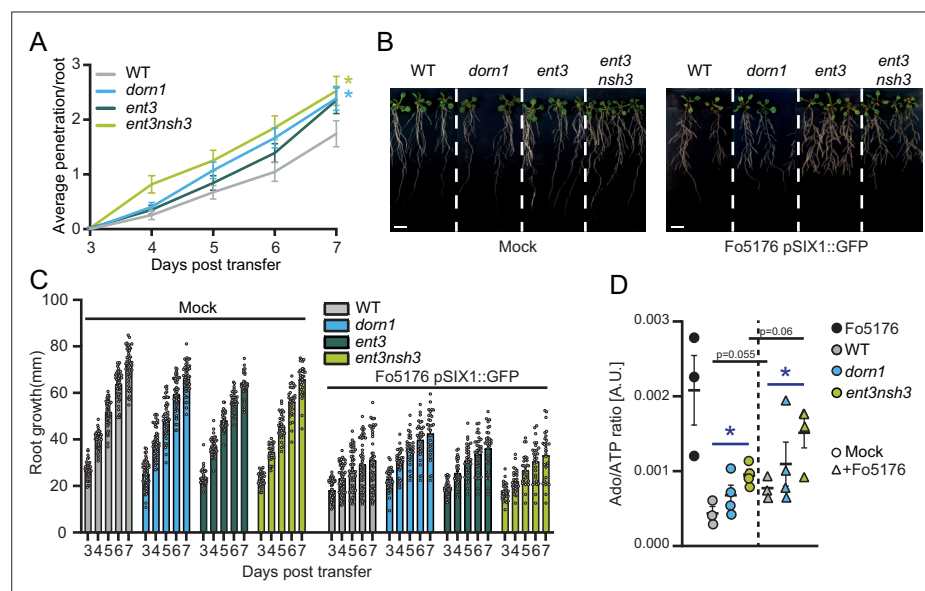 A
WT
dorn1
ent3
ent3nsh3
3
2
1
0
Average penetration/root
*
*
3 4 5 6 7
Days post transfer
B
WT dorn1 ent3 ent3 nsh3
WT dorn1 ent3 ent3 nsh3
Mock
Fo5176 pSIX1::GFP
C
100
80
60
40
20
0
Root growth(mm)
Mock
WT
dorn1
ent3
ent3nsh3
Fo5176 pSIX1::GFP
34567 34567 34567 34567 34567 34567 34567 34567
Days post transfer
D
0.003
0.002
0.001
0.000
Ado/ATP ratio [A.U.]
p=0.06
p=0.055
*
*
Fo5176
WT
dorn1
ent3nsh3
Mock
+Fo5176